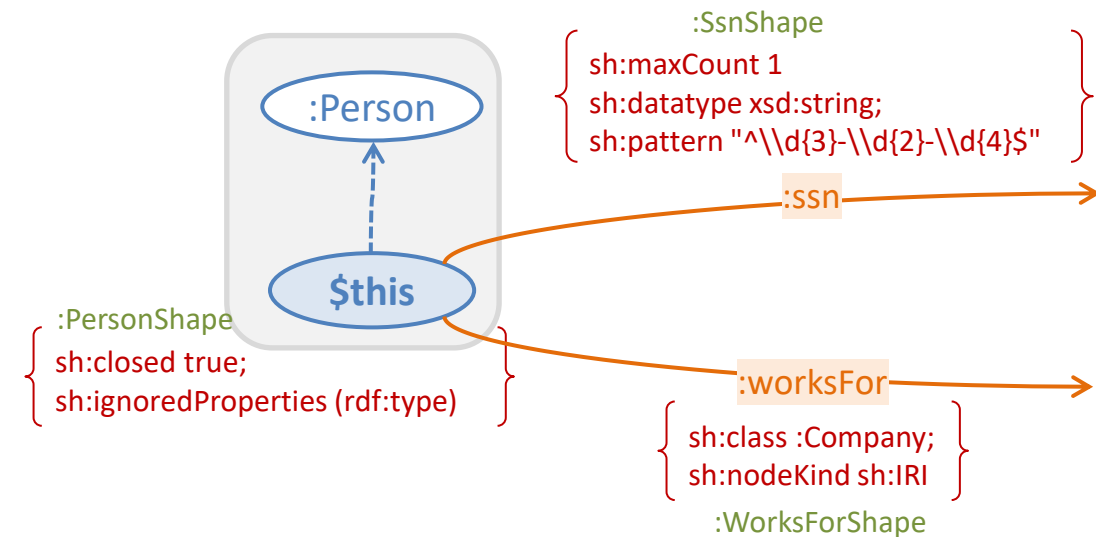 :SsnShape
sh:maxCount 1
sh:datatype xsd:string;
sh:pattern "^\\d{3}-\\d{2}-\\d{4}$"
:Person
:ssn
$this
:PersonShape
sh:closed true;
sh:ignoredProperties (rdf:type)
:worksFor
sh:class :Company;
sh:nodeKind sh:IRI
:WorksForShape